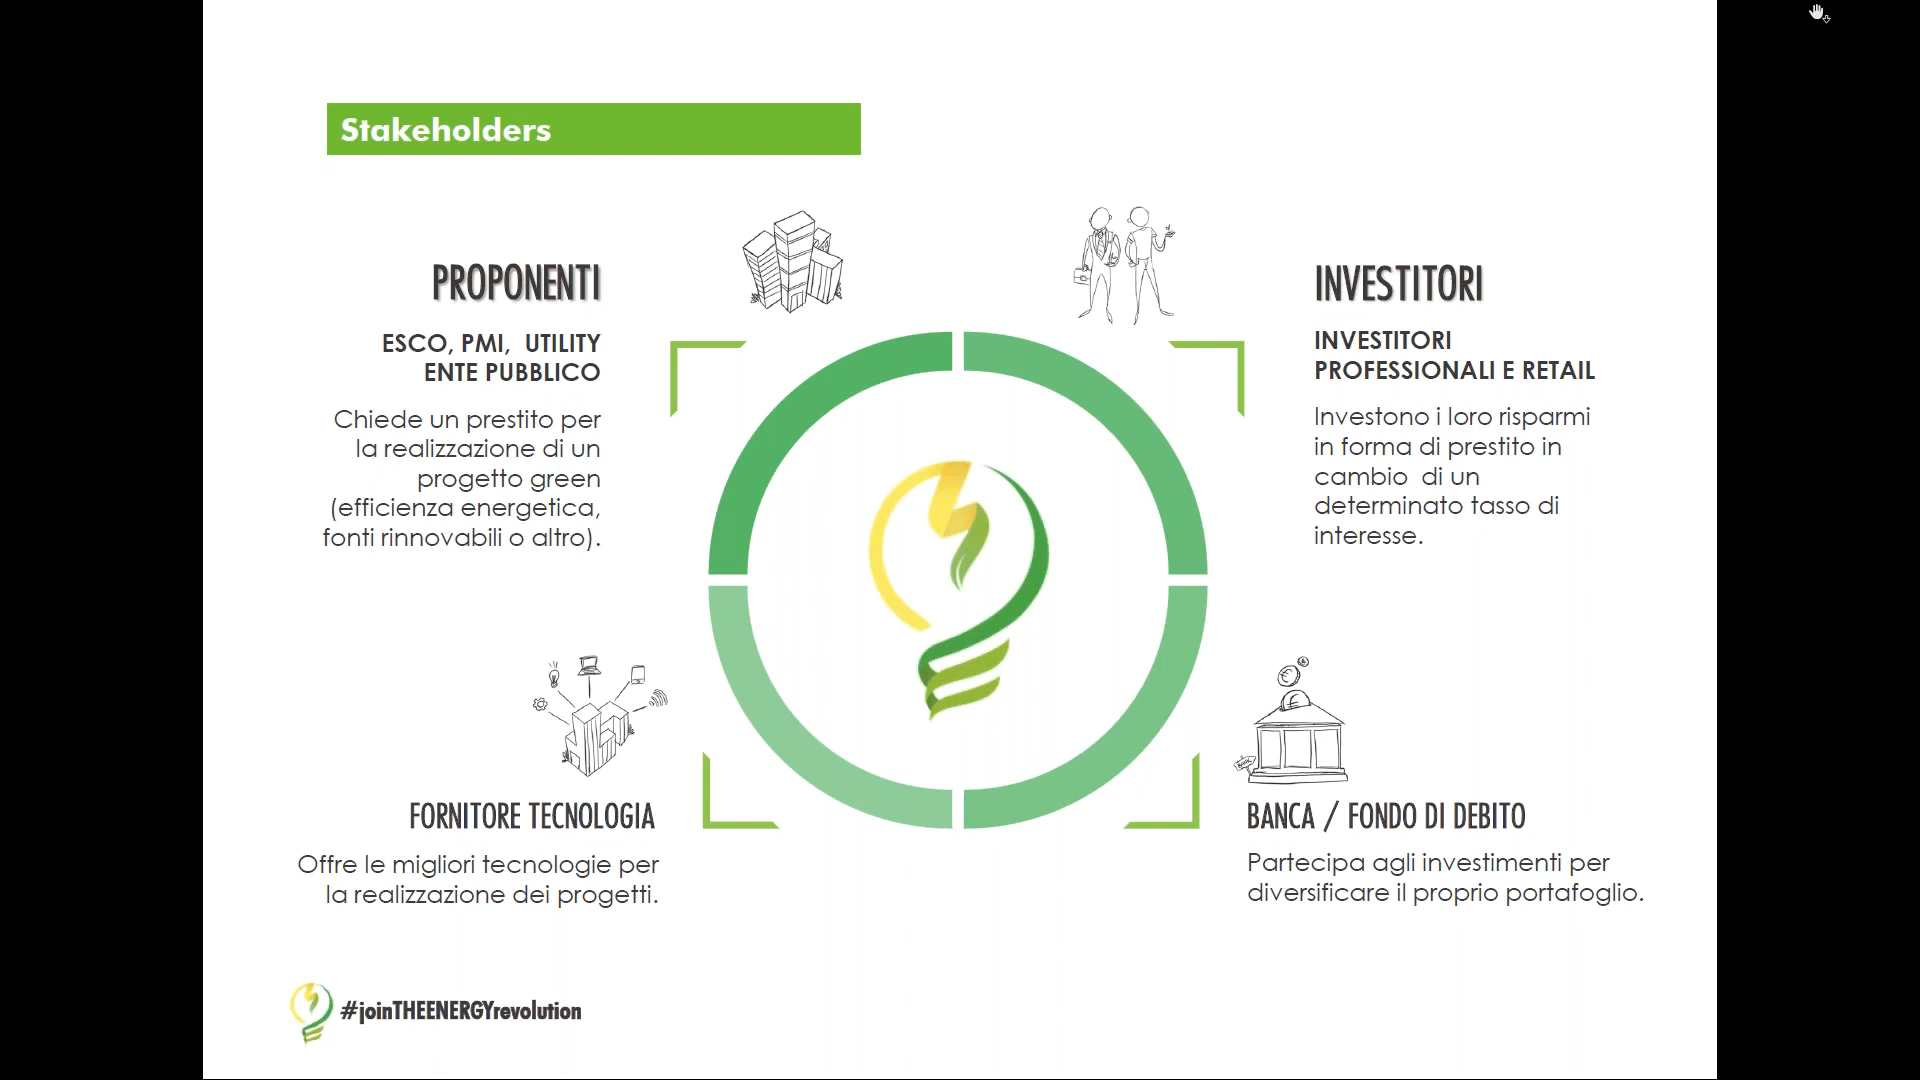 Stakeholders
PROPONENTI
ESCO, PMI, UTILITY
ENTE PUBBLICO
Chiede un prestito per
la realizzazione di un
progetto green
(efficienza energetica,
fonti rinnovabili o altro).
INVESTITORI
INVESTITORI
PROFESSIONALI E RETAIL
Investono i loro risparmi
in forma di prestito in
cambio di un
determinato tasso di
interesse.
FORNITORE TECNOLOGIA
Offre le migliori tecnologie per
la realizzazione dei progetti.
BANCA / FONDO DI DEBITO
Partecipa agli investimenti per
diversificare il proprio portafoglio.
#joinTHEENERGYrevolution